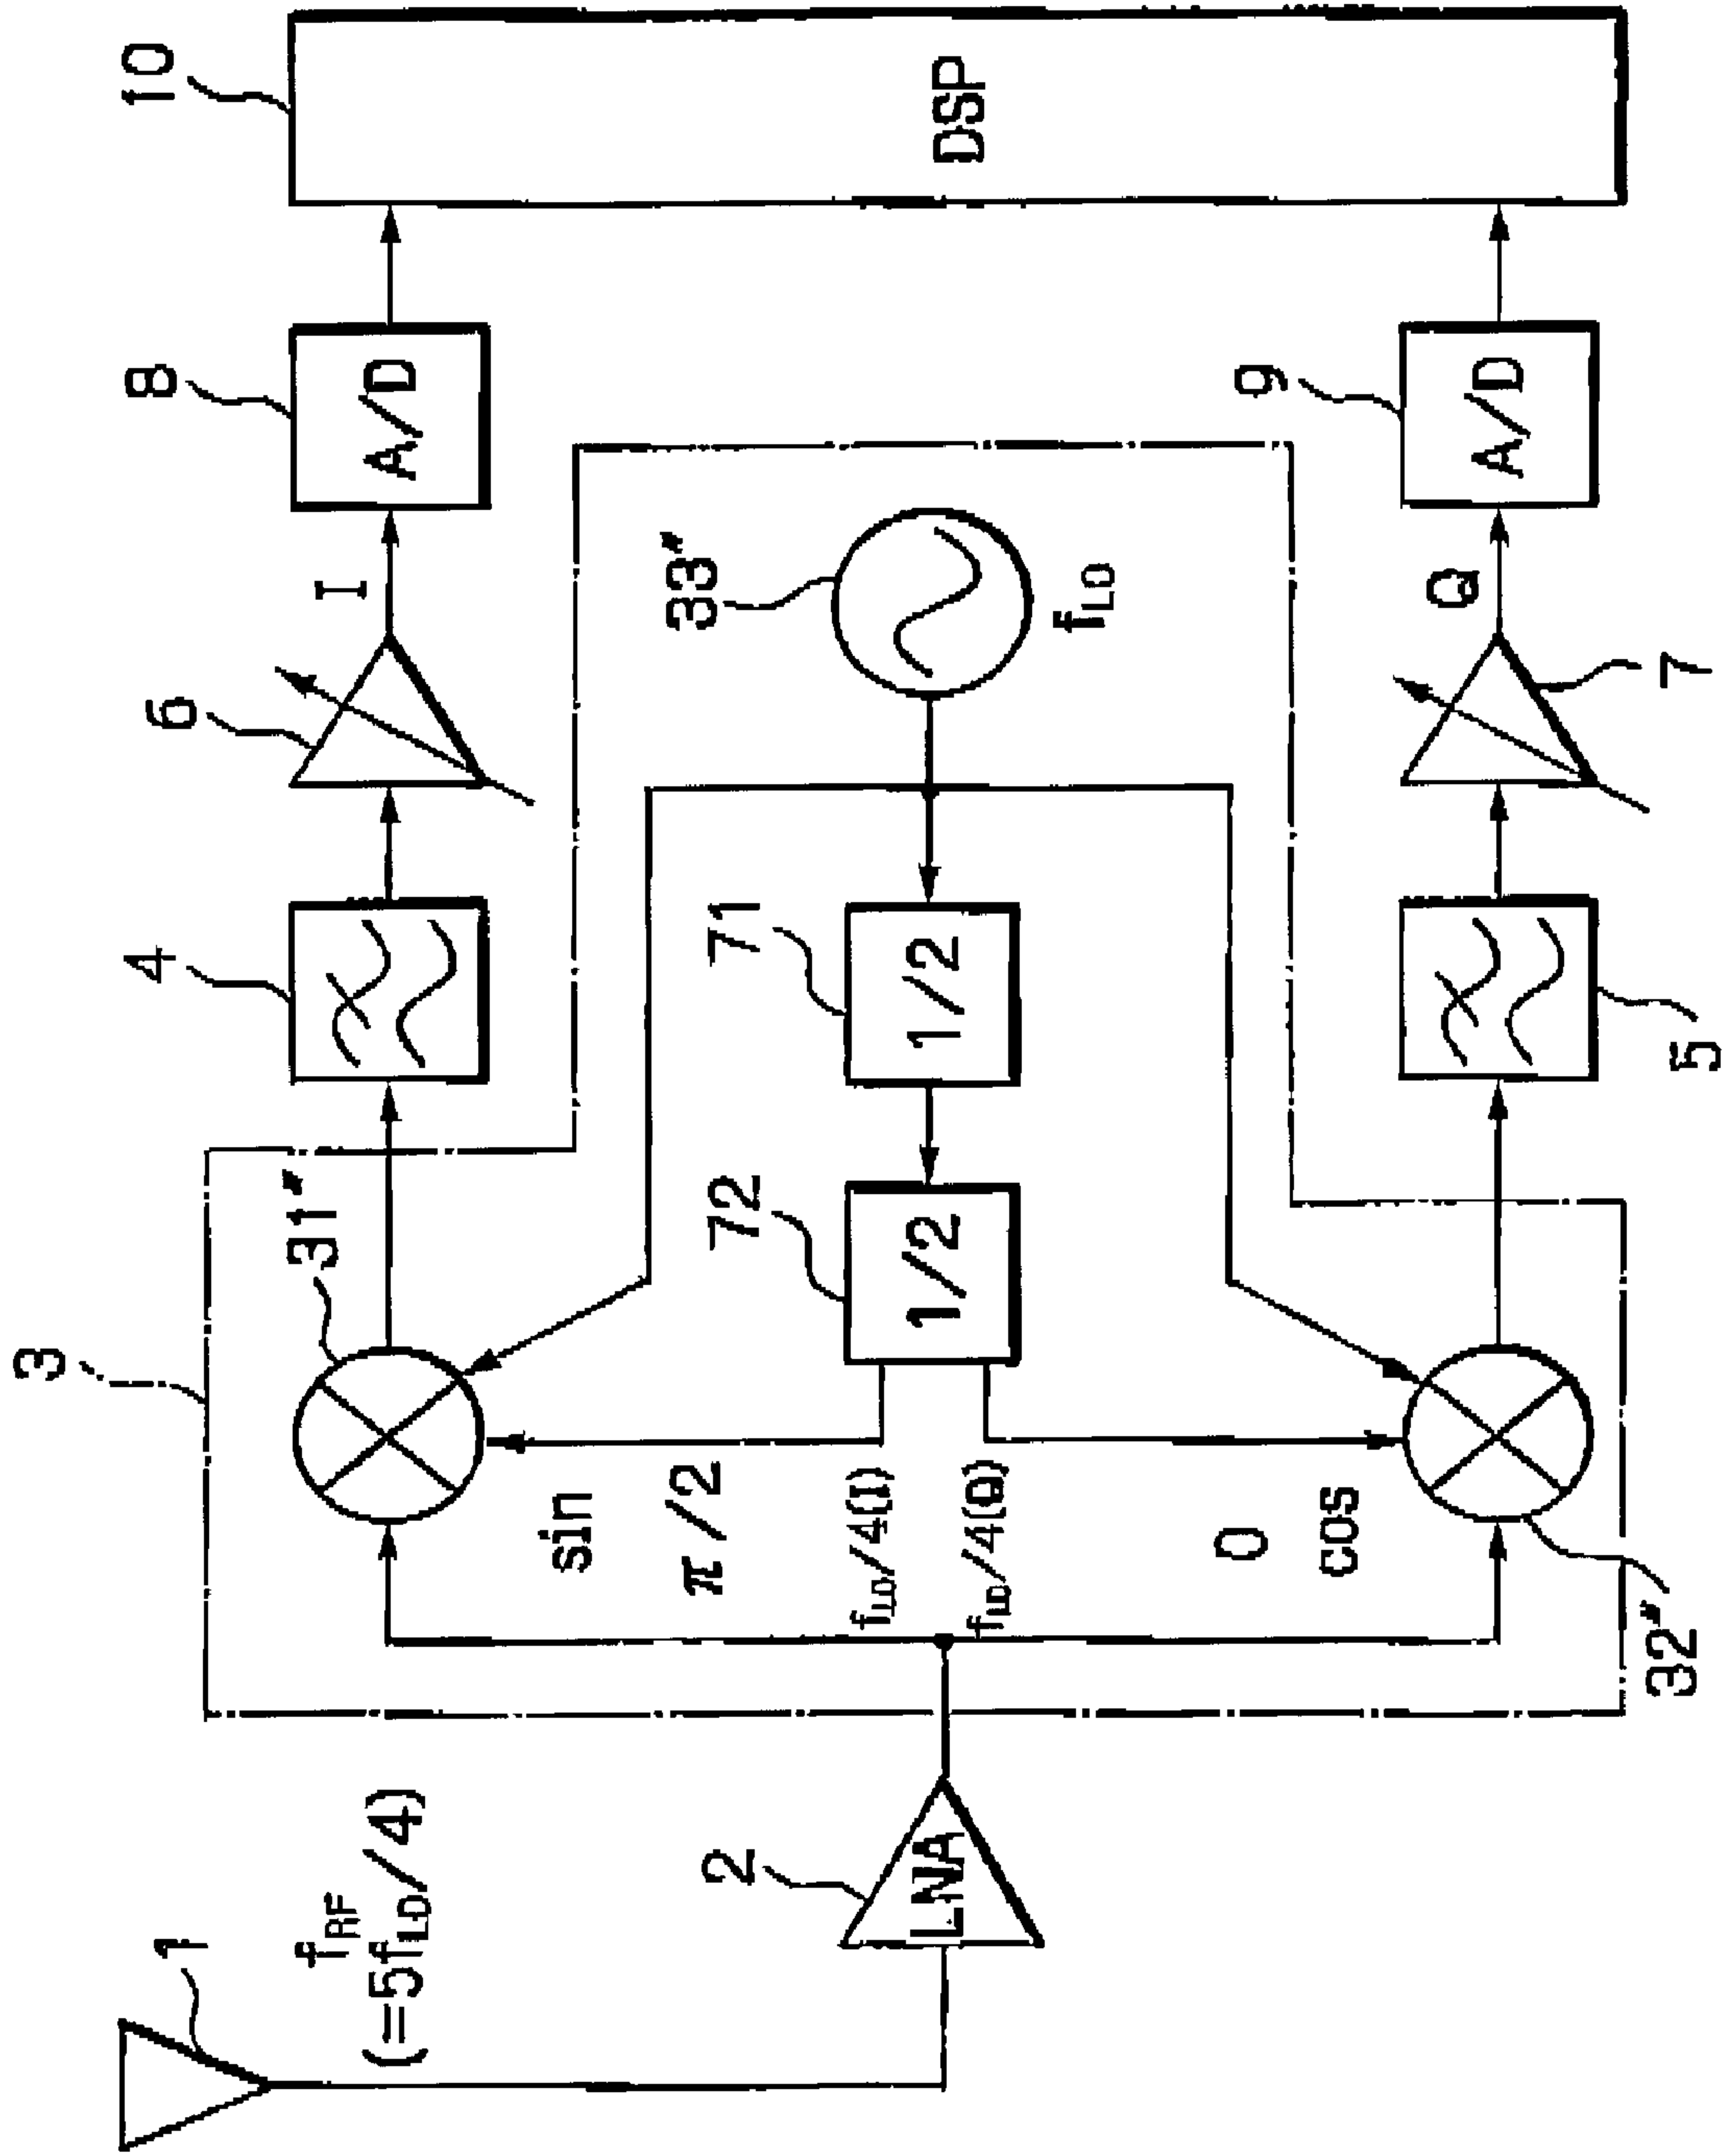 1
f_RF
(=5f_LO/4)
2
LNA
3
31"
sin
π/2
f_LO/4(I)
f_LO/4(Q)
0
cos
32"
72
1/2
71
1/2
33"
f_LO
4
6
I
8
A/D
5
7
Q
9
A/D
10
DSP